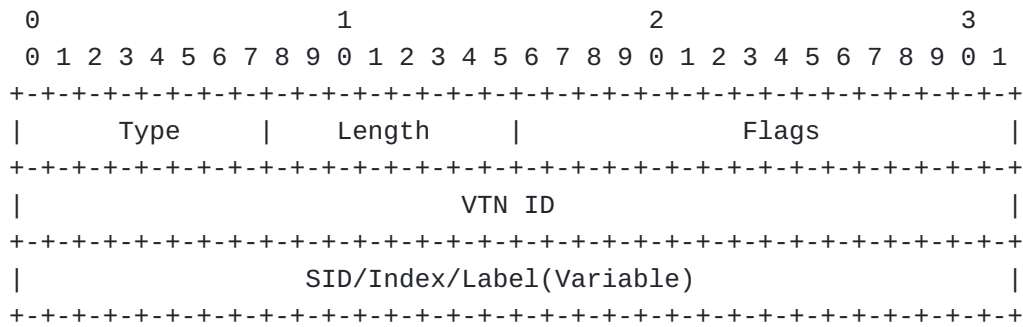 0                   1                   2                   3
 0 1 2 3 4 5 6 7 8 9 0 1 2 3 4 5 6 7 8 9 0 1 2 3 4 5 6 7 8 9 0 1
+-+-+-+-+-+-+-+-+-+-+-+-+-+-+-+-+-+-+-+-+-+-+-+-+-+-+-+-+-+-+-+-+
|      Type     |    Length     |              Flags            |
+-+-+-+-+-+-+-+-+-+-+-+-+-+-+-+-+-+-+-+-+-+-+-+-+-+-+-+-+-+-+-+-+
|                            VTN ID                             |
+-+-+-+-+-+-+-+-+-+-+-+-+-+-+-+-+-+-+-+-+-+-+-+-+-+-+-+-+-+-+-+-+
|                  SID/Index/Label(Variable)                    |
+-+-+-+-+-+-+-+-+-+-+-+-+-+-+-+-+-+-+-+-+-+-+-+-+-+-+-+-+-+-+-+-+